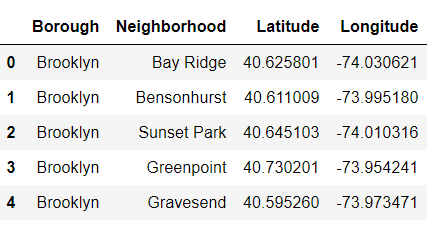 Borough Neighborhood Latitude Longitude
0 Brooklyn Bay Ridge 40.625801 -74.030621
1 Brooklyn Bensonhurst 40.611009 -73.995180
2 Brooklyn Sunset Park 40.645103 -74.010316
3 Brooklyn Greenpoint 40.730201 -73.954241
4 Brooklyn Gravesend 40.595260 -73.973471